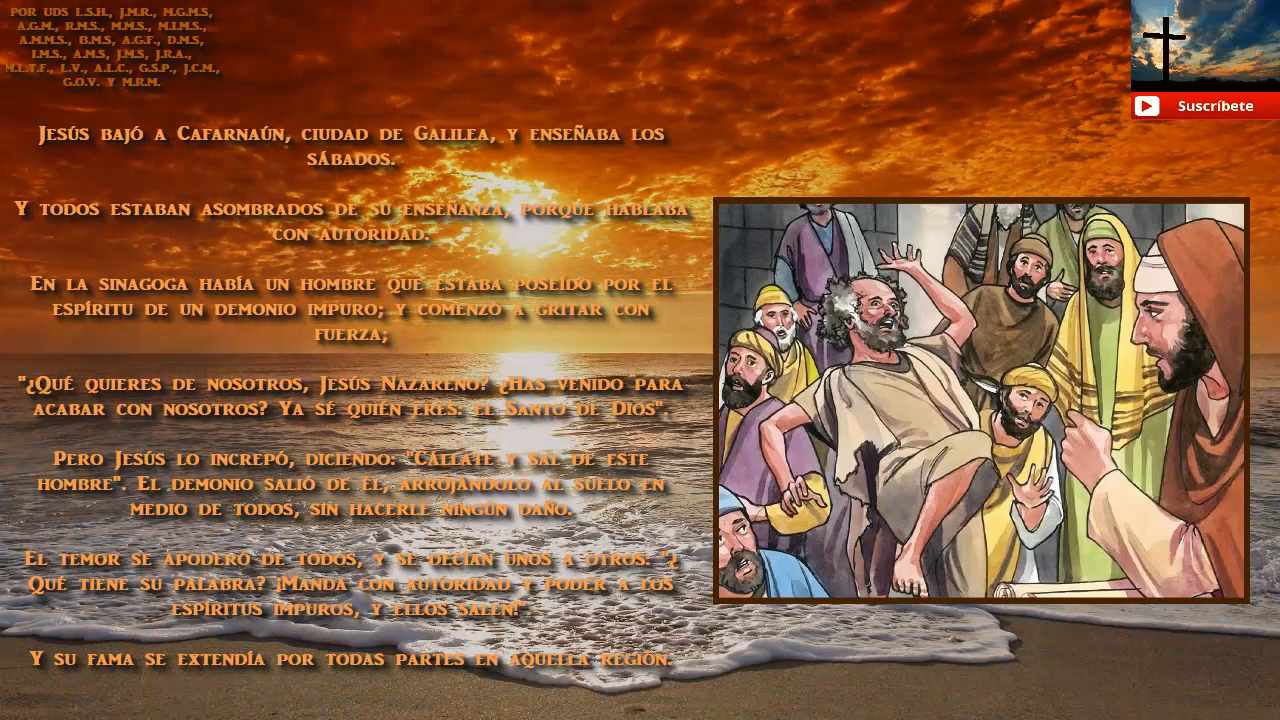 POR UDS L.S.H., J.M.R., M.G.M.S,
A.G.M., R.M.S., M.M.S., M.I.M.S.,
A.M.M.S., B.M.S, A.G.F., D.M.S,
I.M.S., A.M.S, J.M.S, J.R.A.,
M.L.T.F., L.V., A.L.C., G.S.P., J.C.M.,
G.O.V. Y M.R.M.
Suscríbete
Jesús bajó a Cafarnaún, ciudad de Galilea, y enseñaba los
sábados.
Y todos estaban asombrados de su enseñanza, porque hablaba
con autoridad.
En la sinagoga había un hombre que estaba poseído por el
espíritu de un demonio impuro; y comenzó a gritar con
fuerza;
"¿Qué quieres de nosotros, Jesús Nazareno? ¿Has venido para
acabar con nosotros? Ya sé quién eres: el Santo de Dios".
Pero Jesús lo increpó, diciendo: "Cállate y sal de este
hombre". El demonio salió de él, arrojándolo al suelo en
medio de todos, sin hacerle ningún daño.
El temor se apoderó de todos, y se decían unos a otros: "¿
Qué tiene su palabra? ¡Manda con autoridad y poder a los
espíritus impuros, y ellos salen!".
Y su fama se extendía por todas partes en aquella región.